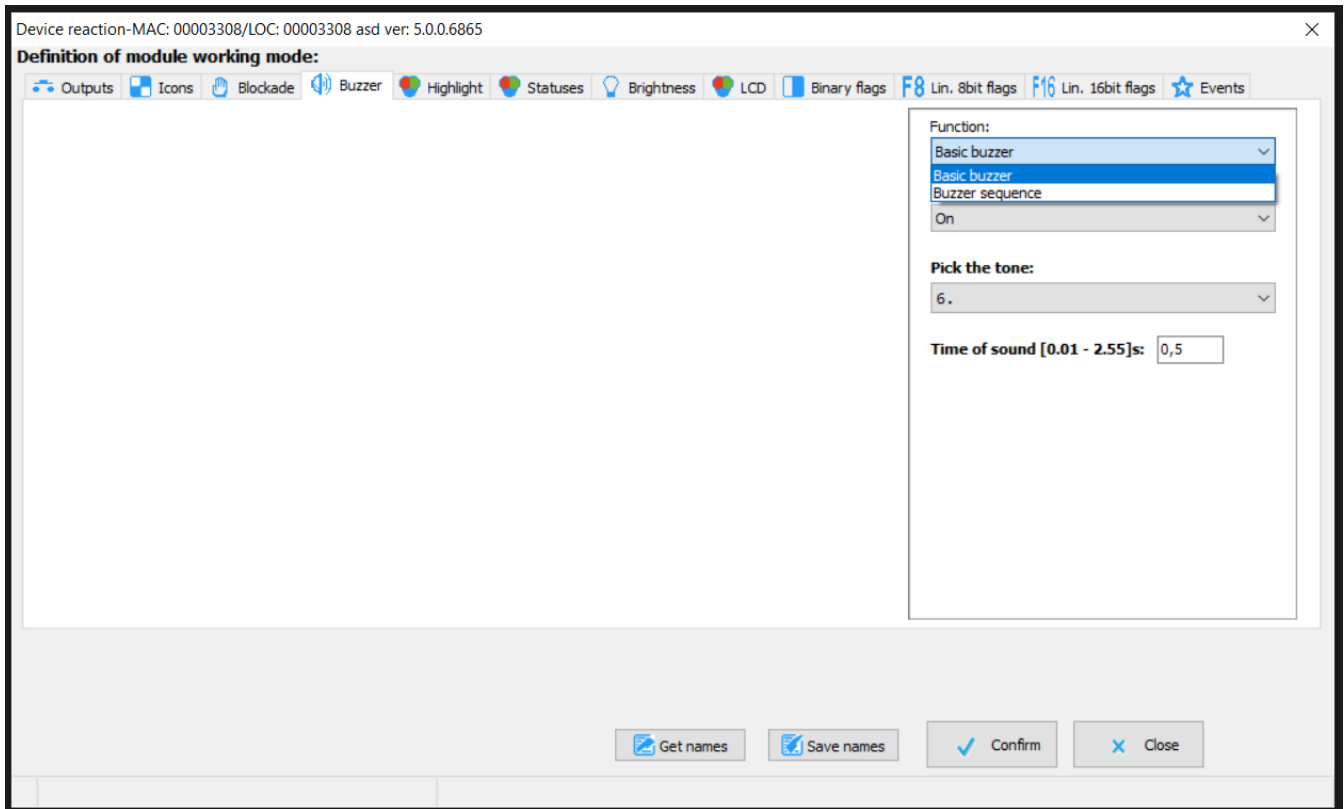 Device reaction-MAC: 00003308/LOC: 00003308 asd ver: 5.0.0.6865
Definition of module working mode:
Outputs Icons Blockade Buzzer Highlight Statuses Brightness LCD Binary flags F8 Lin. 8bit flags F16 Lin. 16bit flags Events
Function:
Basic buzzer
Basic buzzer
Buzzer sequence
On
Pick the tone:
6.
Time of sound [0.01 - 2.55]s: 0,5
Get names Save names Confirm Close